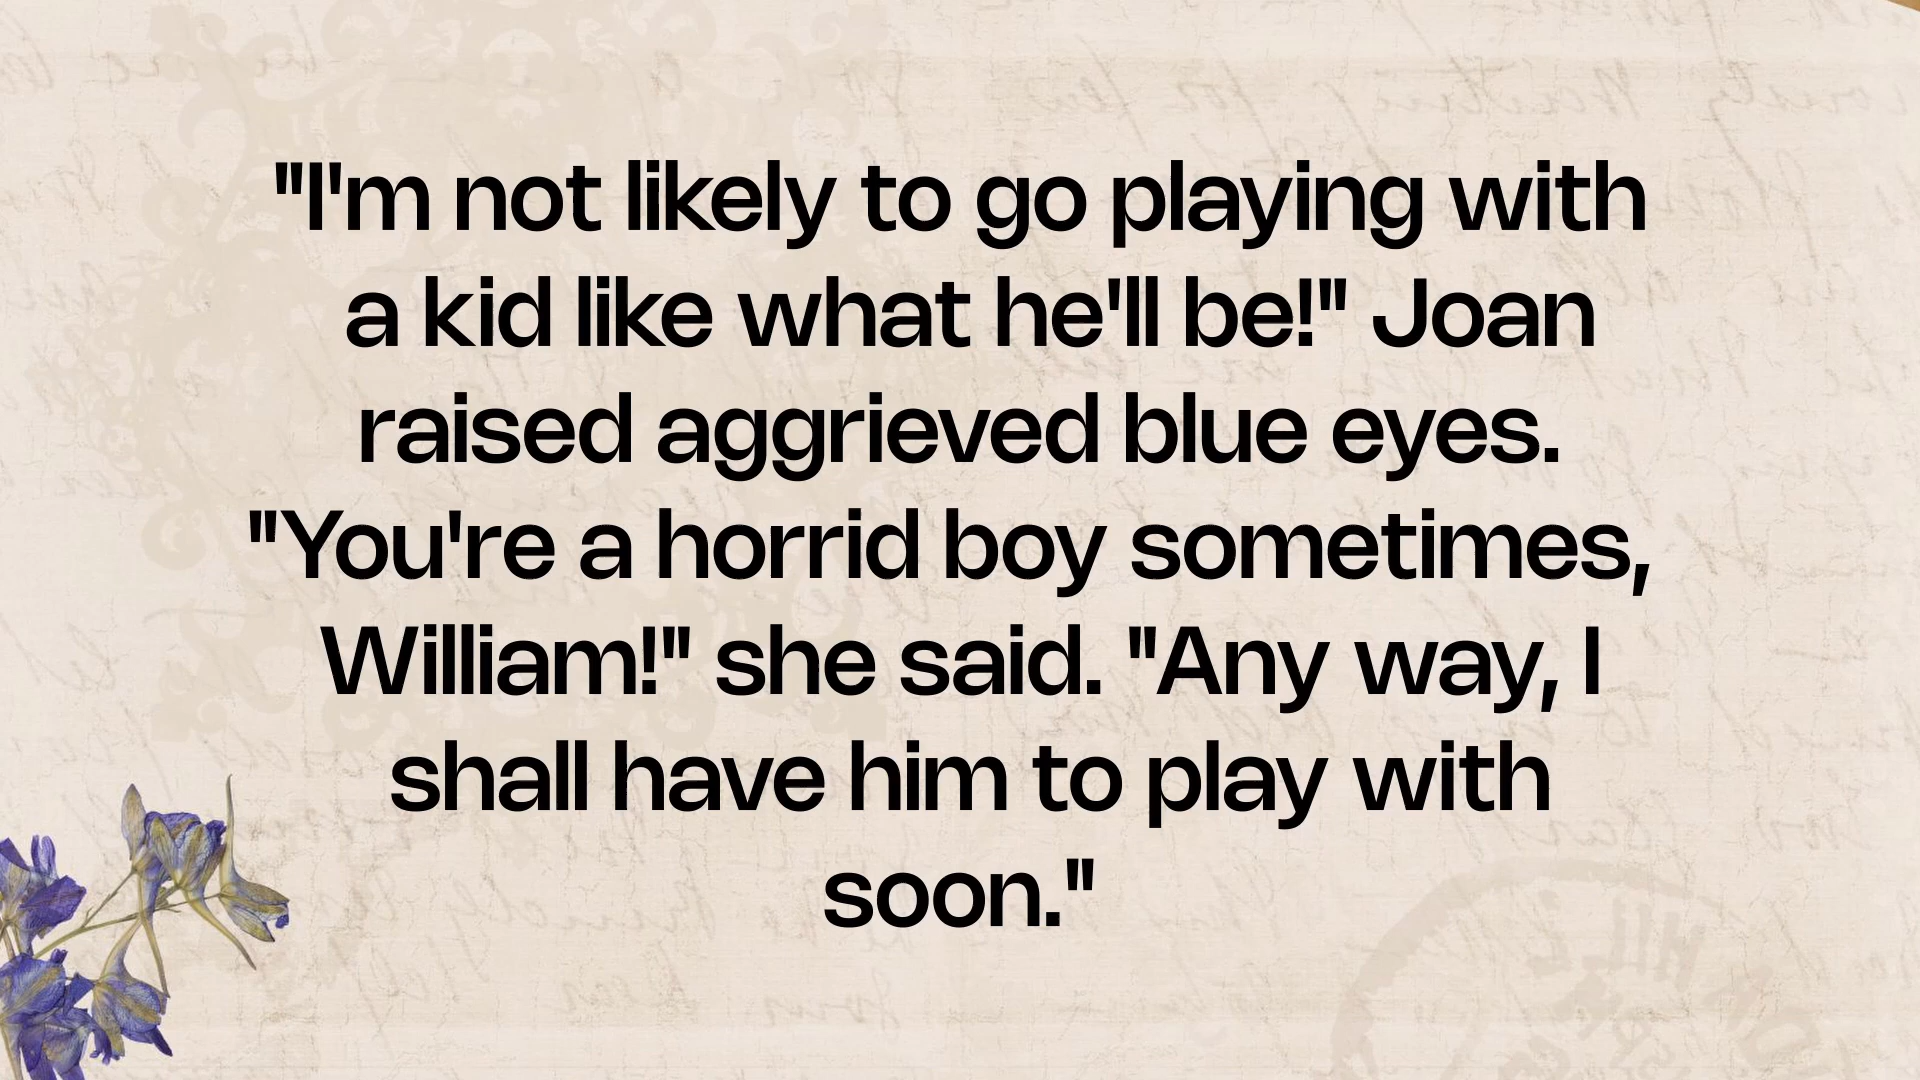 "I'm not likely to go playing with
a kid like what he'll be!" Joan
raised aggrieved blue eyes.
"You're a horrid boy sometimes,
William!" she said. "Any way, I
shall have him to play with
soon."